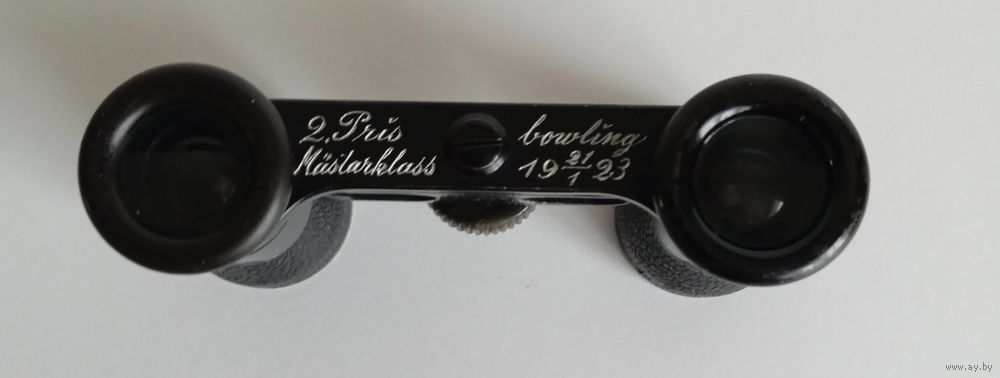 2. Pris
Mästarklass
bowling
19 21/1 23
www.ay.by